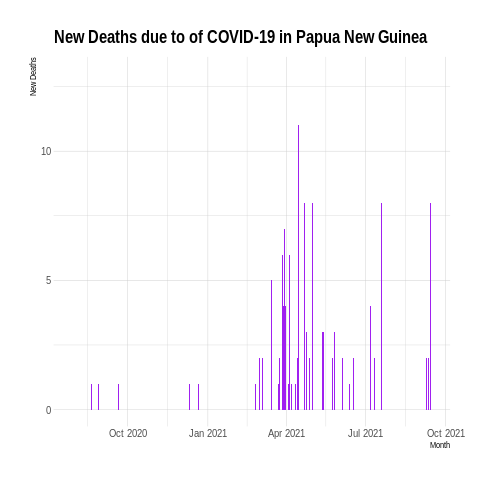 New Deaths due to of COVID-19 in Papua New Guinea
New Deaths
10
5
0
Oct 2020 Jan 2021 Apr 2021 Jul 2021 Oct 2021
Month